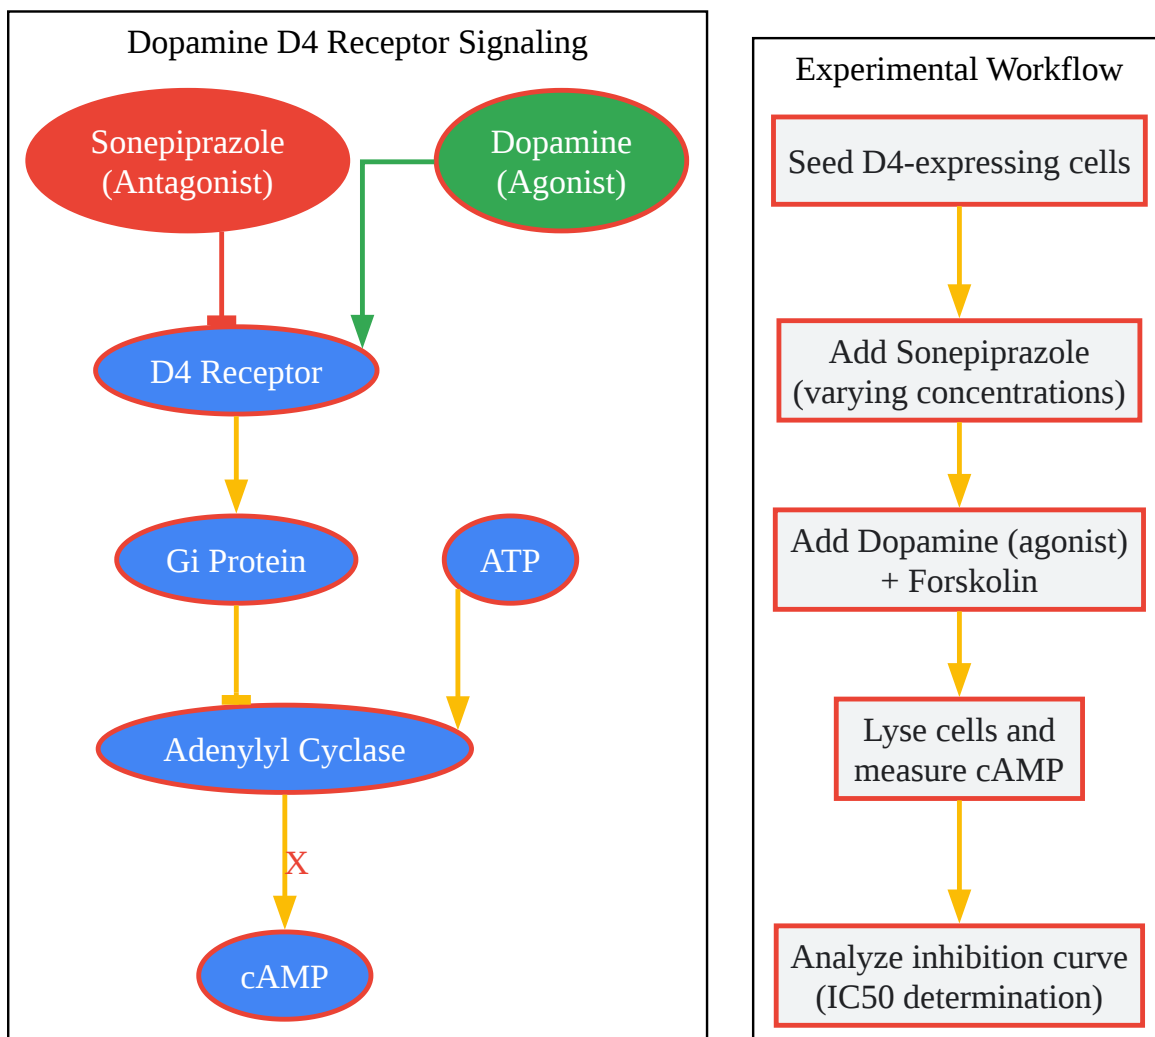 Dopamine D4 Receptor Signaling
Sonepiprazole
(Antagonist)
Dopamine
(Agonist)
D4 Receptor
Gi Protein
ATP
Adenylyl Cyclase
X
cAMP
Experimental Workflow
Seed D4-expressing cells
Add Sonepiprazole
(varying concentrations)
Add Dopamine (agonist)
+ Forskolin
Lyse cells and
measure cAMP
Analyze inhibition curve
(IC50 determination)